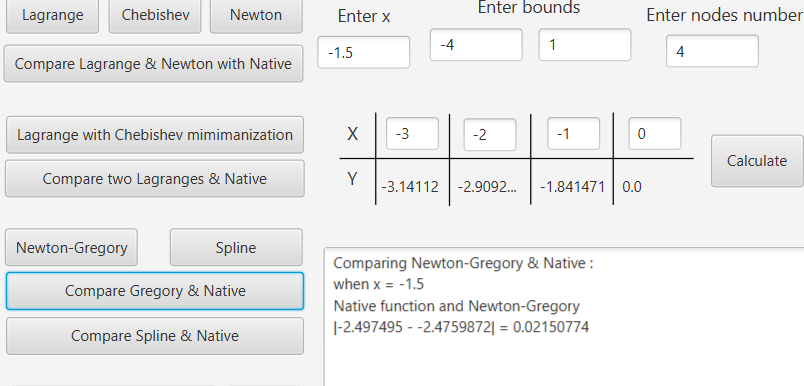 Lagrange Chebishev Newton
Enter x Enter bounds Enter nodes number
-1.5 -4 1 4
Compare Lagrange & Newton with Native
Lagrange with Chebishev mimimanization
X -3 -2 -1 0
Calculate
Compare two Lagranges & Native
Y -3.14112 -2.9092... -1.841471 0.0
Newton-Gregory Spline
Compare Gregory & Native
Compare Spline & Native
Comparing Newton-Gregory & Native :
when x = -1.5
Native function and Newton-Gregory
|-2.497495 - -2.4759872| = 0.02150774